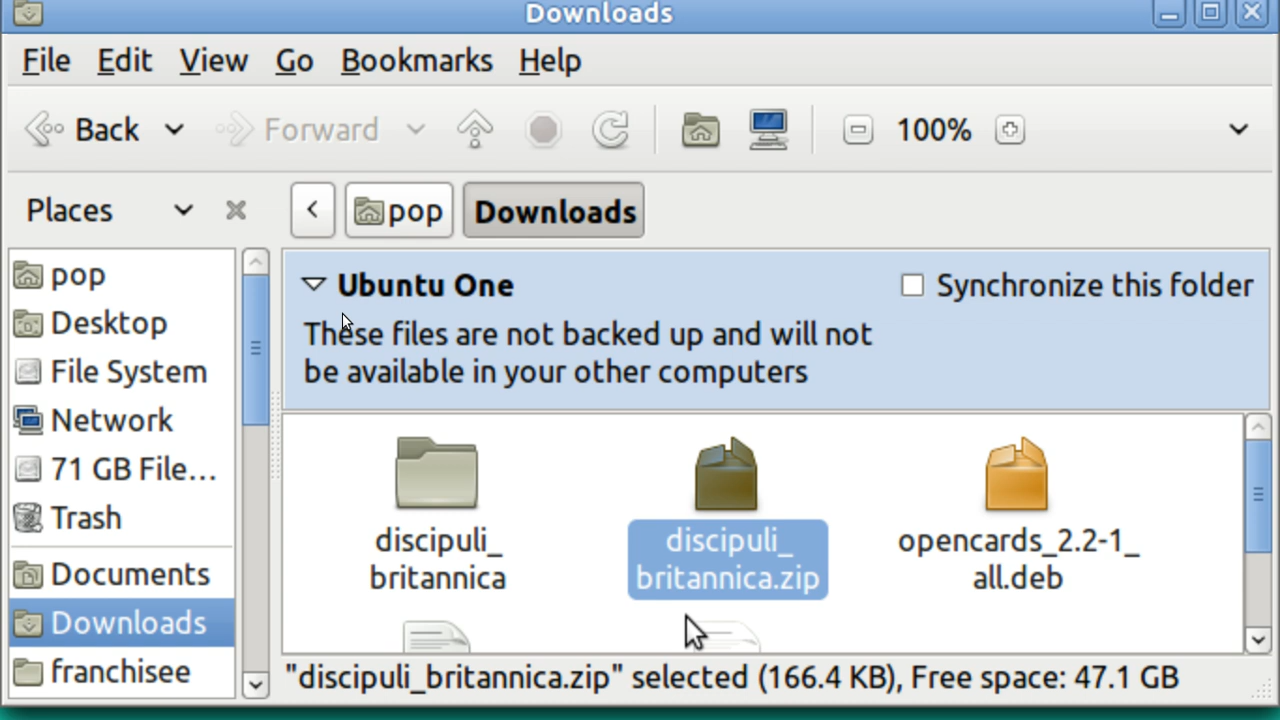 Downloads
File Edit View Go Bookmarks Help
Back Forward 100%
Places pop Downloads
pop
Desktop
File System
Network
71 GB File...
Trash
Documents
Downloads
franchisee
Ubuntu One Synchronize this folder
These files are not backed up and will not
be available in your other computers
discipuli_
britannica
discipuli_
britannica.zip
opencards_2.2-1_
all.deb
"discipuli_britannica.zip" selected (166.4 KB), Free space: 47.1 GB